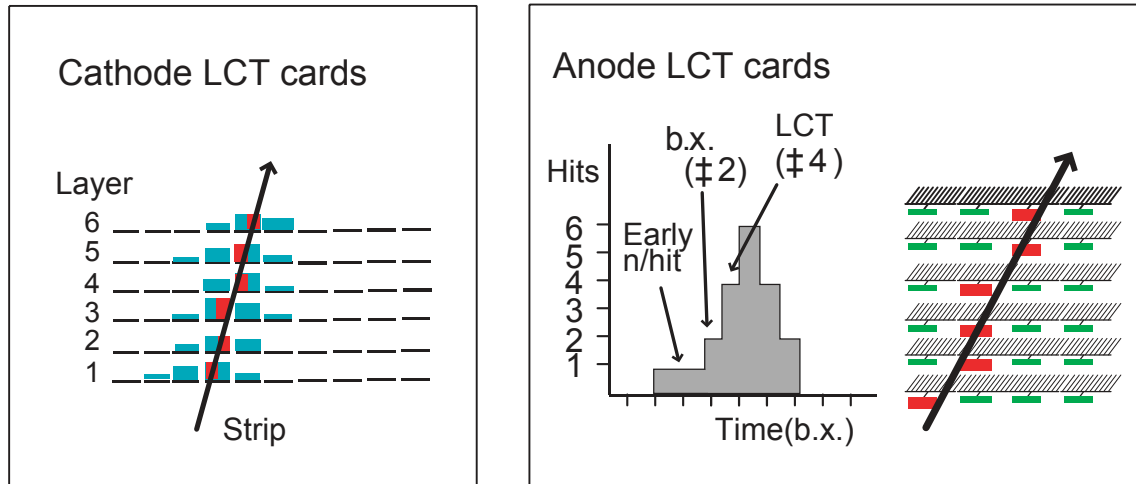 Cathode LCT cards
Layer
6
5
4
3
2
1
Strip
Anode LCT cards
LCT
(‡4)
b.x.
(‡2)
Hits
Early
n/hit
6
5
4
3
2
1
Time(b.x.)